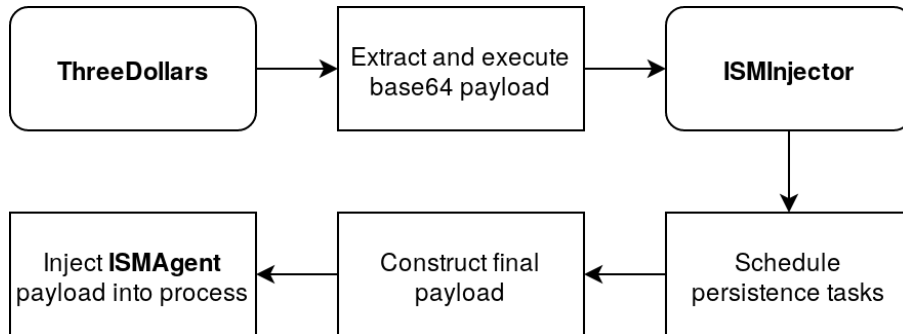 ThreeDollars
Extract and execute
base64 payload
ISMInjector
Inject ISMAgent
payload into process
Construct final
payload
Schedule
persistence tasks